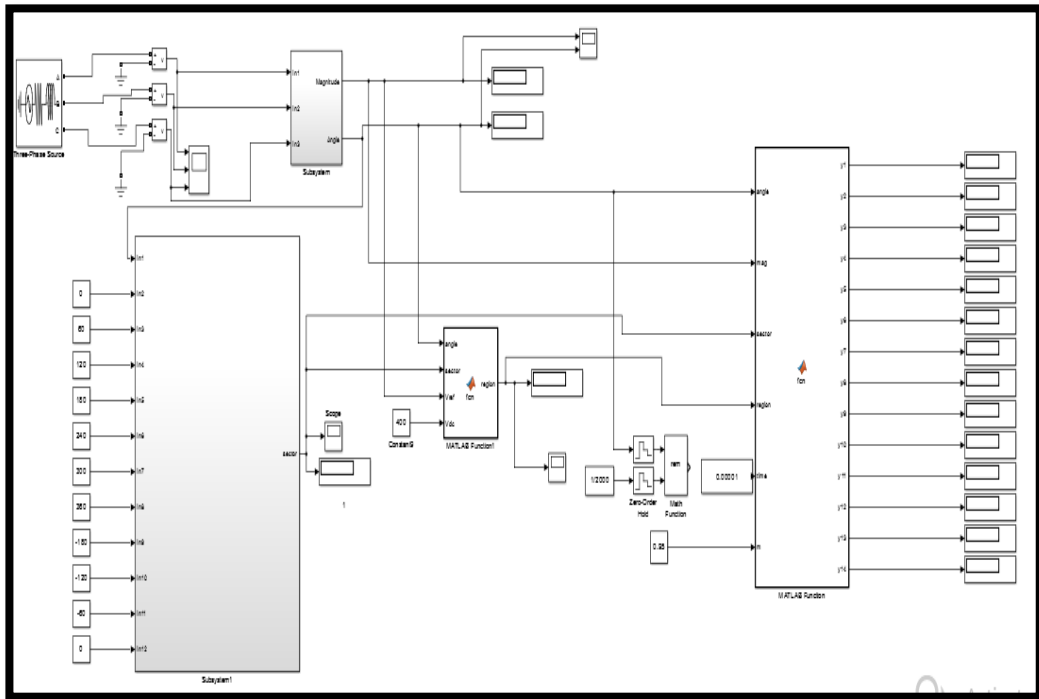 A
B
C
Three-Phase Source
v
v
v
In1
In2
In3
Magnitude
Angle
Subsystem
In1
In2
In3
In4
In5
In6
In7
In8
In9
In10
In11
In12
0
60
120
180
240
300
360
-180
-120
-60
0
sector
Subsystem1
Scope
1
angle
sector
Vref
Vdc
region
fcn
MATLAB Function1
400
Constant9
1/2000
Zero-Order
Hold
rem
Math
Function
0.00001
angle
mag
sector
region
time
m
fcn
MATLAB Function
y1
y2
y3
y4
y5
y6
y7
y8
y9
y10
y11
y12
y13
y14